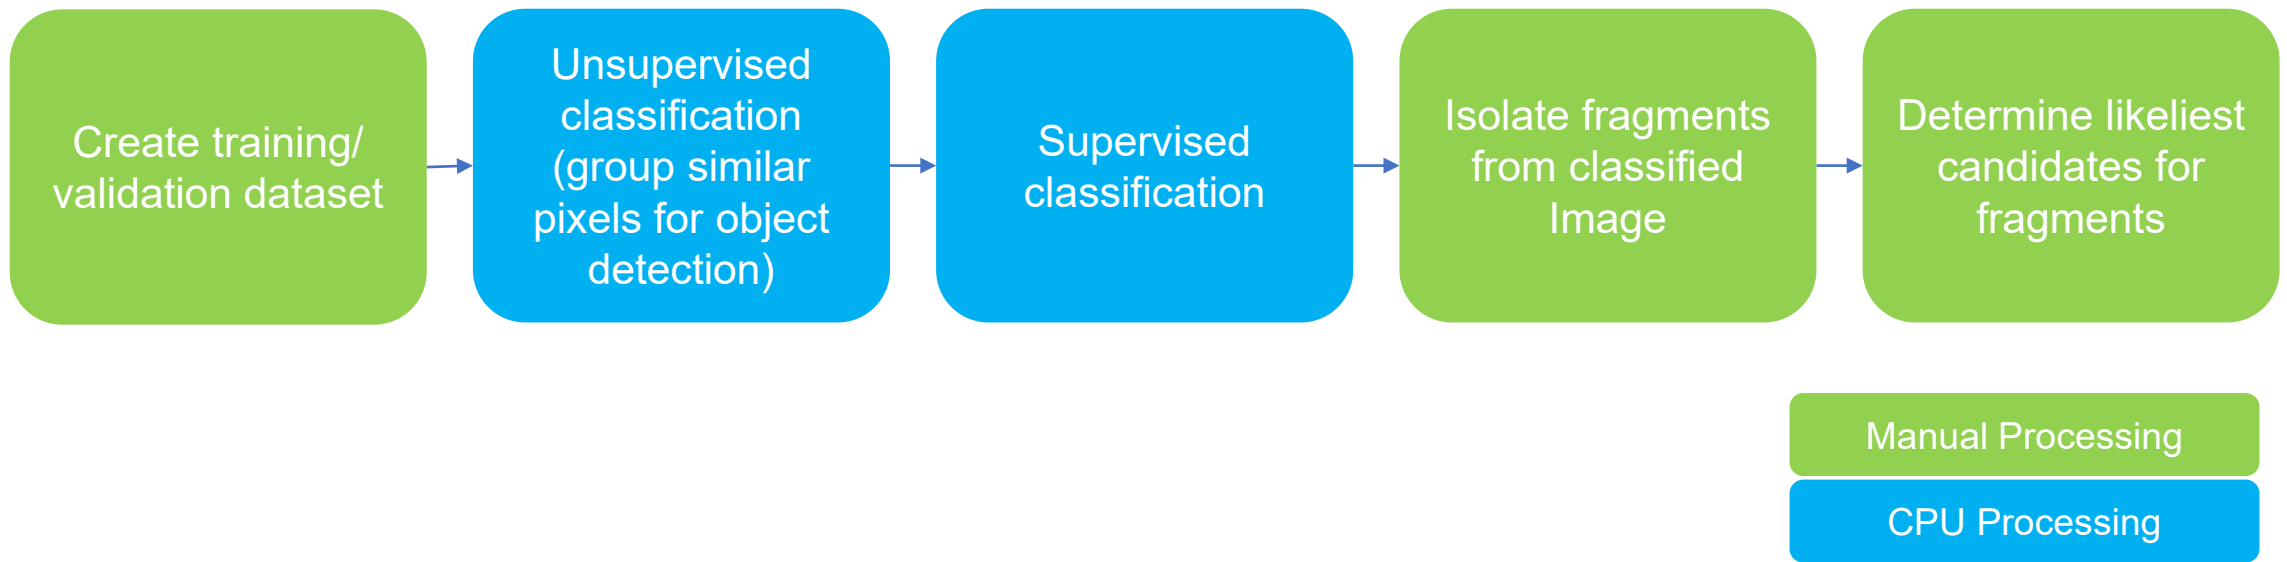 Create training/
validation dataset
Unsupervised
classification
(group similar
pixels for object
detection)
Supervised
classification
Isolate fragments
from classified
Image
Determine likeliest
candidates for
fragments
Manual Processing
CPU Processing